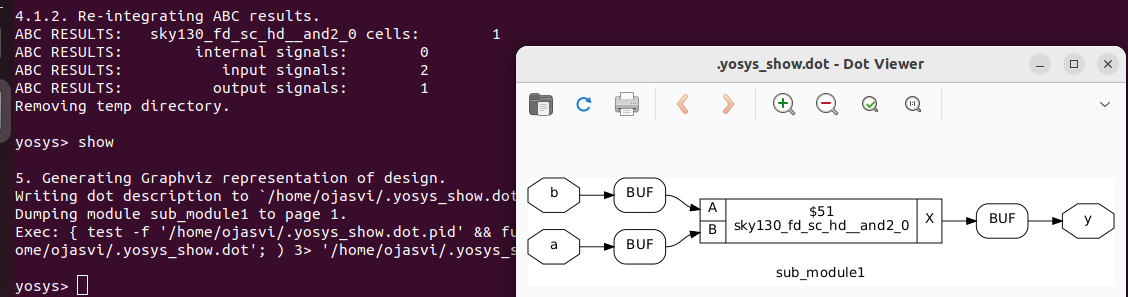 4.1.2. Re-integrating ABC results.
ABC RESULTS:   sky130_fd_sc_hd__and2_0 cells:        1
ABC RESULTS:        internal signals:        0
ABC RESULTS:           input signals:        2
ABC RESULTS:          output signals:        1
Removing temp directory.
yosys> show
5. Generating Graphviz representation of design.
Writing dot description to `/home/ojasvi/.yosys_show.dot
Dumping module sub_module1 to page 1.
Exec: { test -f '/home/ojasvi/.yosys_show.dot.pid' && fu
ome/ojasvi/.yosys_show.dot'; ) 3> '/home/ojasvi/.yosys_s
yosys>
.yosys_show.dot - Dot Viewer
b
BUF
a
BUF
A
B
$51
sky130_fd_sc_hd__and2_0
X
BUF
y
sub_module1